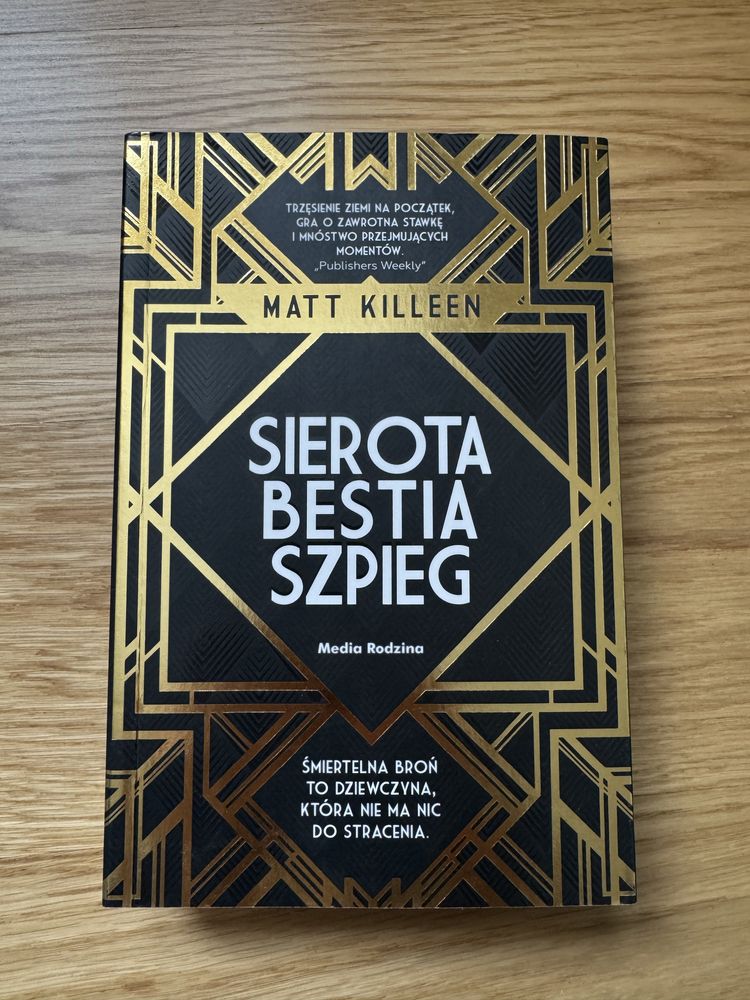 TRZĘSIENIE ZIEMI NA POCZĄTEK,
GRA O ZAWROTNA STAWKĘ
I MNÓSTWO PRZEJMUJĄCYCH
MOMENTÓW.
„Publishers Weekly”
MATT KILLEEN
SIEROTA
BESTIA
SZPIEG
Media Rodzina
ŚMIERTELNA BROŃ
TO DZIEWCZYNA,
KTÓRA NIE MA NIC
DO STRACENIA.